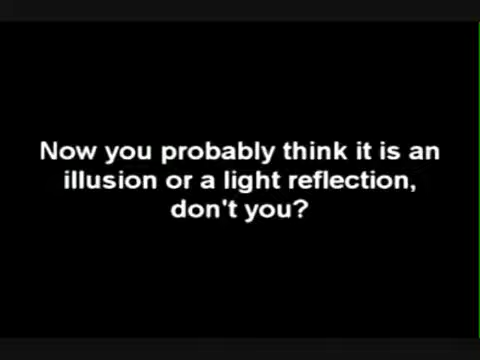 Now you probably think it is an
illusion or a light reflection,
don't you?